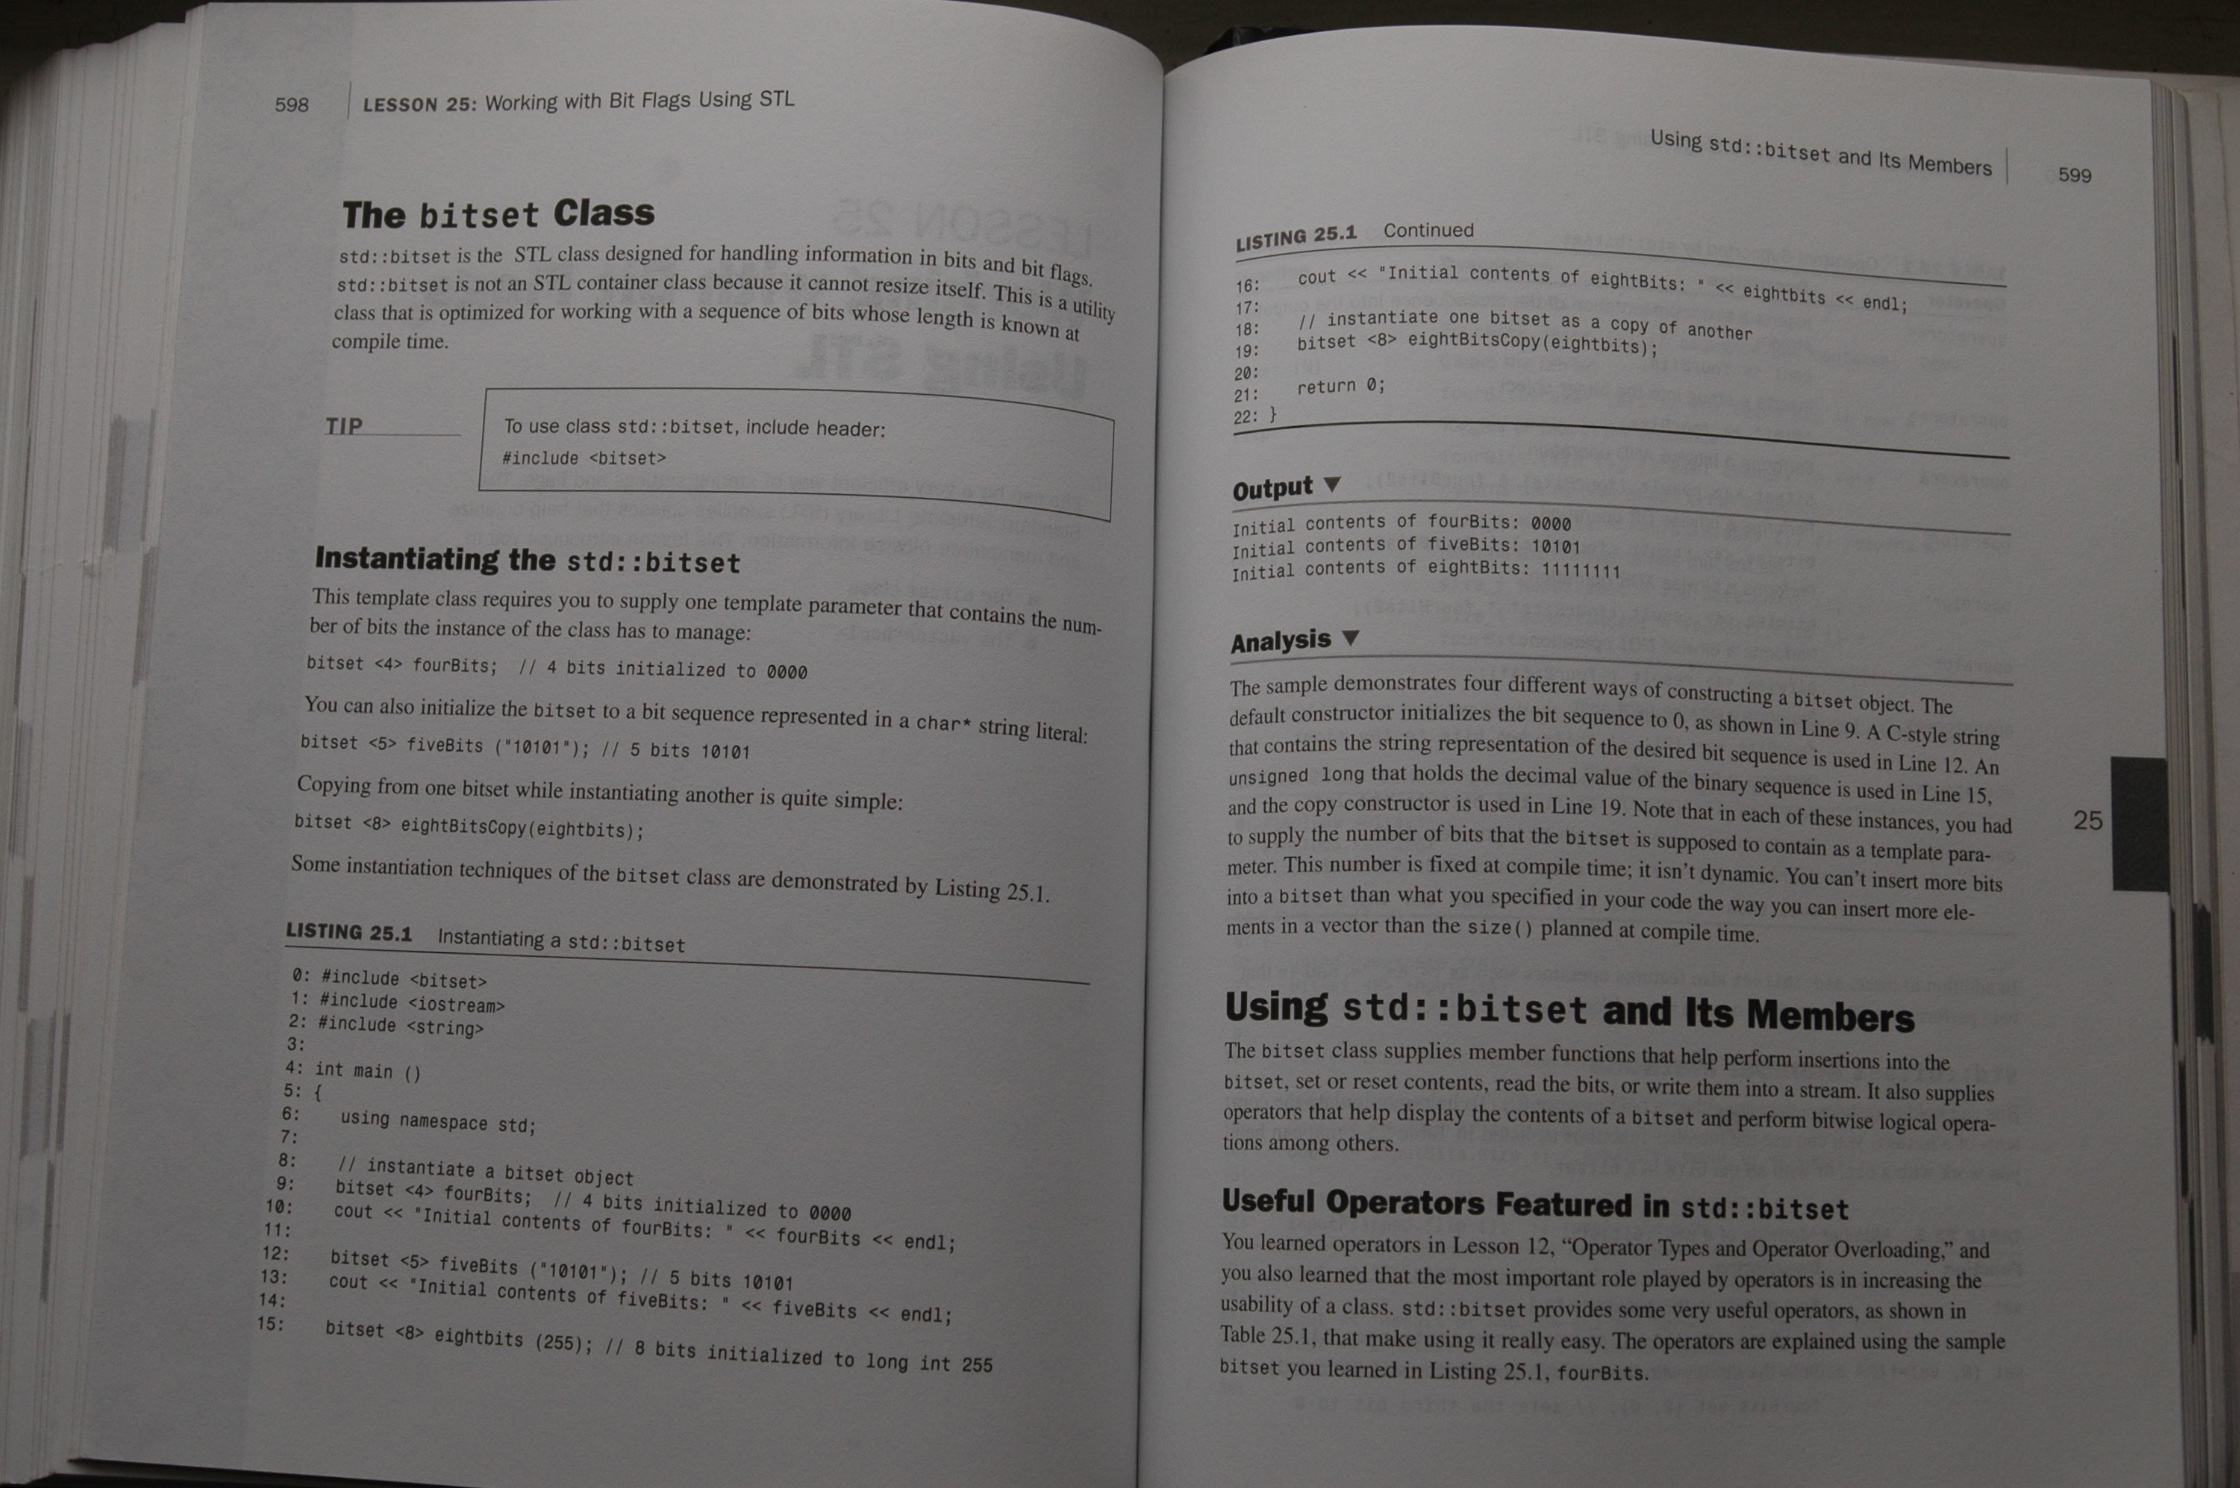 598 LESSON 25: Working with Bit Flags Using STL
The bitset Class
std::bitset is the STL class designed for handling information in bits and bit flags.
std::bitset is not an STL container class because it cannot resize itself. This is a utility
class that is optimized for working with a sequence of bits whose length is known at
compile time.
TIP
To use class std::bitset, include header:
#include <bitset>
Instantiating the std::bitset
This template class requires you to supply one template parameter that contains the num-
ber of bits the instance of the class has to manage:
bitset <4> fourBits;  // 4 bits initialized to 0000
You can also initialize the bitset to a bit sequence represented in a char* string literal:
bitset <5> fiveBits ("10101"); // 5 bits 10101
Copying from one bitset while instantiating another is quite simple:
bitset <8> eightBitsCopy(eightbits);
Some instantiation techniques of the bitset class are demonstrated by Listing 25.1.
LISTING 25.1 Instantiating a std::bitset
0: #include <bitset>
1: #include <iostream>
2: #include <string>
3:
4: int main ()
5: {
6:    using namespace std;
7:
8:    // instantiate a bitset object
9:    bitset <4> fourBits;  // 4 bits initialized to 0000
10:    cout << "Initial contents of fourBits: " << fourBits << endl;
11:
12:    bitset <5> fiveBits ("10101"); // 5 bits 10101
13:    cout << "Initial contents of fiveBits: " << fiveBits << endl;
14:
15:    bitset <8> eightbits (255); // 8 bits initialized to long int 255
Using std::bitset and Its Members 599
LISTING 25.1 Continued
16:    cout << "Initial contents of eightBits: " << eightbits << endl;
17:
18:    // instantiate one bitset as a copy of another
19:    bitset <8> eightBitsCopy(eightbits);
20:
21:    return 0;
22: }
Output ▼
Initial contents of fourBits: 0000
Initial contents of fiveBits: 10101
Initial contents of eightBits: 11111111
Analysis ▼
The sample demonstrates four different ways of constructing a bitset object. The
default constructor initializes the bit sequence to 0, as shown in Line 9. A C-style string
that contains the string representation of the desired bit sequence is used in Line 12. An
unsigned long that holds the decimal value of the binary sequence is used in Line 15,
and the copy constructor is used in Line 19. Note that in each of these instances, you had
to supply the number of bits that the bitset is supposed to contain as a template para-
meter. This number is fixed at compile time; it isn't dynamic. You can't insert more bits
into a bitset than what you specified in your code the way you can insert more ele-
ments in a vector than the size() planned at compile time.
25
Using std::bitset and Its Members
The bitset class supplies member functions that help perform insertions into the
bitset, set or reset contents, read the bits, or write them into a stream. It also supplies
operators that help display the contents of a bitset and perform bitwise logical opera-
tions among others.
Useful Operators Featured in std::bitset
You learned operators in Lesson 12, “Operator Types and Operator Overloading,” and
you also learned that the most important role played by operators is in increasing the
usability of a class. std::bitset provides some very useful operators, as shown in
Table 25.1, that make using it really easy. The operators are explained using the sample
bitset you learned in Listing 25.1, fourBits.